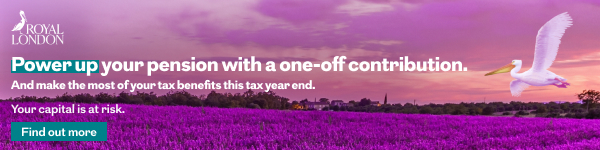 ROYAL
LONDON
Power up your pension with a one-off contribution.
And make the most of your tax benefits this tax year end.
Your capital is at risk.
Find out more